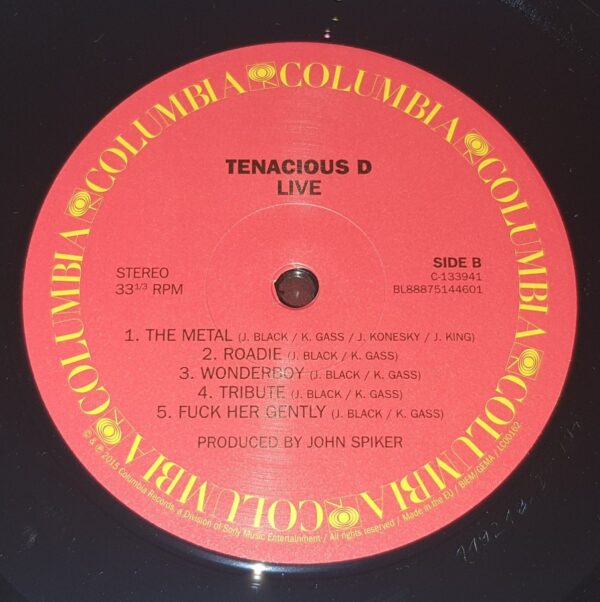 COLUMBIA COLUMBIA COLUMBIA COLUMBIA COLUMBIA COLUMBIA COLUMBIA COLUMBIA
TENACIOUS D
LIVE
STEREO
33 1/3 RPM
SIDE B
C-133941
BL88875144601
1. THE METAL (J. BLACK / K. GASS / J. KONESKY / J. KING)
2. ROADIE (J. BLACK / K. GASS)
3. WONDERBOY (J. BLACK / K. GASS)
4. TRIBUTE (J. BLACK / K. GASS)
5. FUCK HER GENTLY (J. BLACK / K. GASS)
PRODUCED BY JOHN SPIKER
© & ℗ 2015 Columbia Records, a Division of Sony Music Entertainment / All rights reserved / Made in the EU / BIEM/GEMA / LC00162